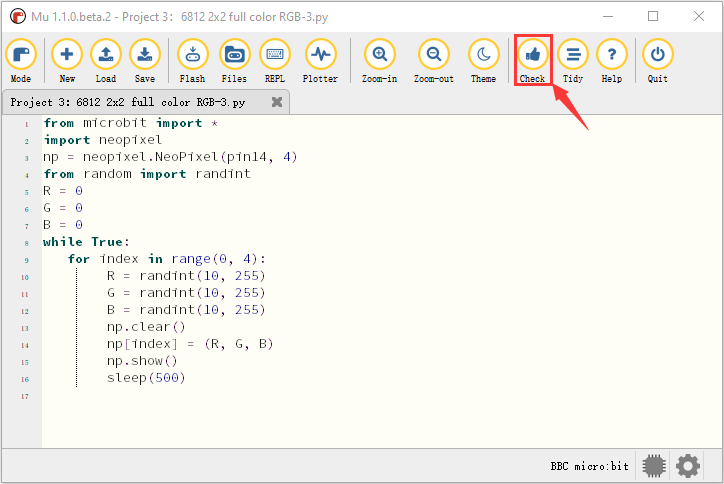 Mu 1.1.0.beta.2 - Project 3: 6812 2x2 full color RGB-3.py
Mode New Load Save Flash Files REPL Plotter Zoom-in Zoom-out Theme Check Tidy Help Quit
Project 3: 6812 2x2 full color RGB-3.py
1 from microbit import *
2 import neopixel
3 np = neopixel.NeoPixel(pin14, 4)
4 from random import randint
5 R = 0
6 G = 0
7 B = 0
8 while True:
9 for index in range(0, 4):
10 R = randint(10, 255)
11 G = randint(10, 255)
12 B = randint(10, 255)
13 np.clear()
14 np[index] = (R, G, B)
15 np.show()
16 sleep(500)
17
BBC micro:bit